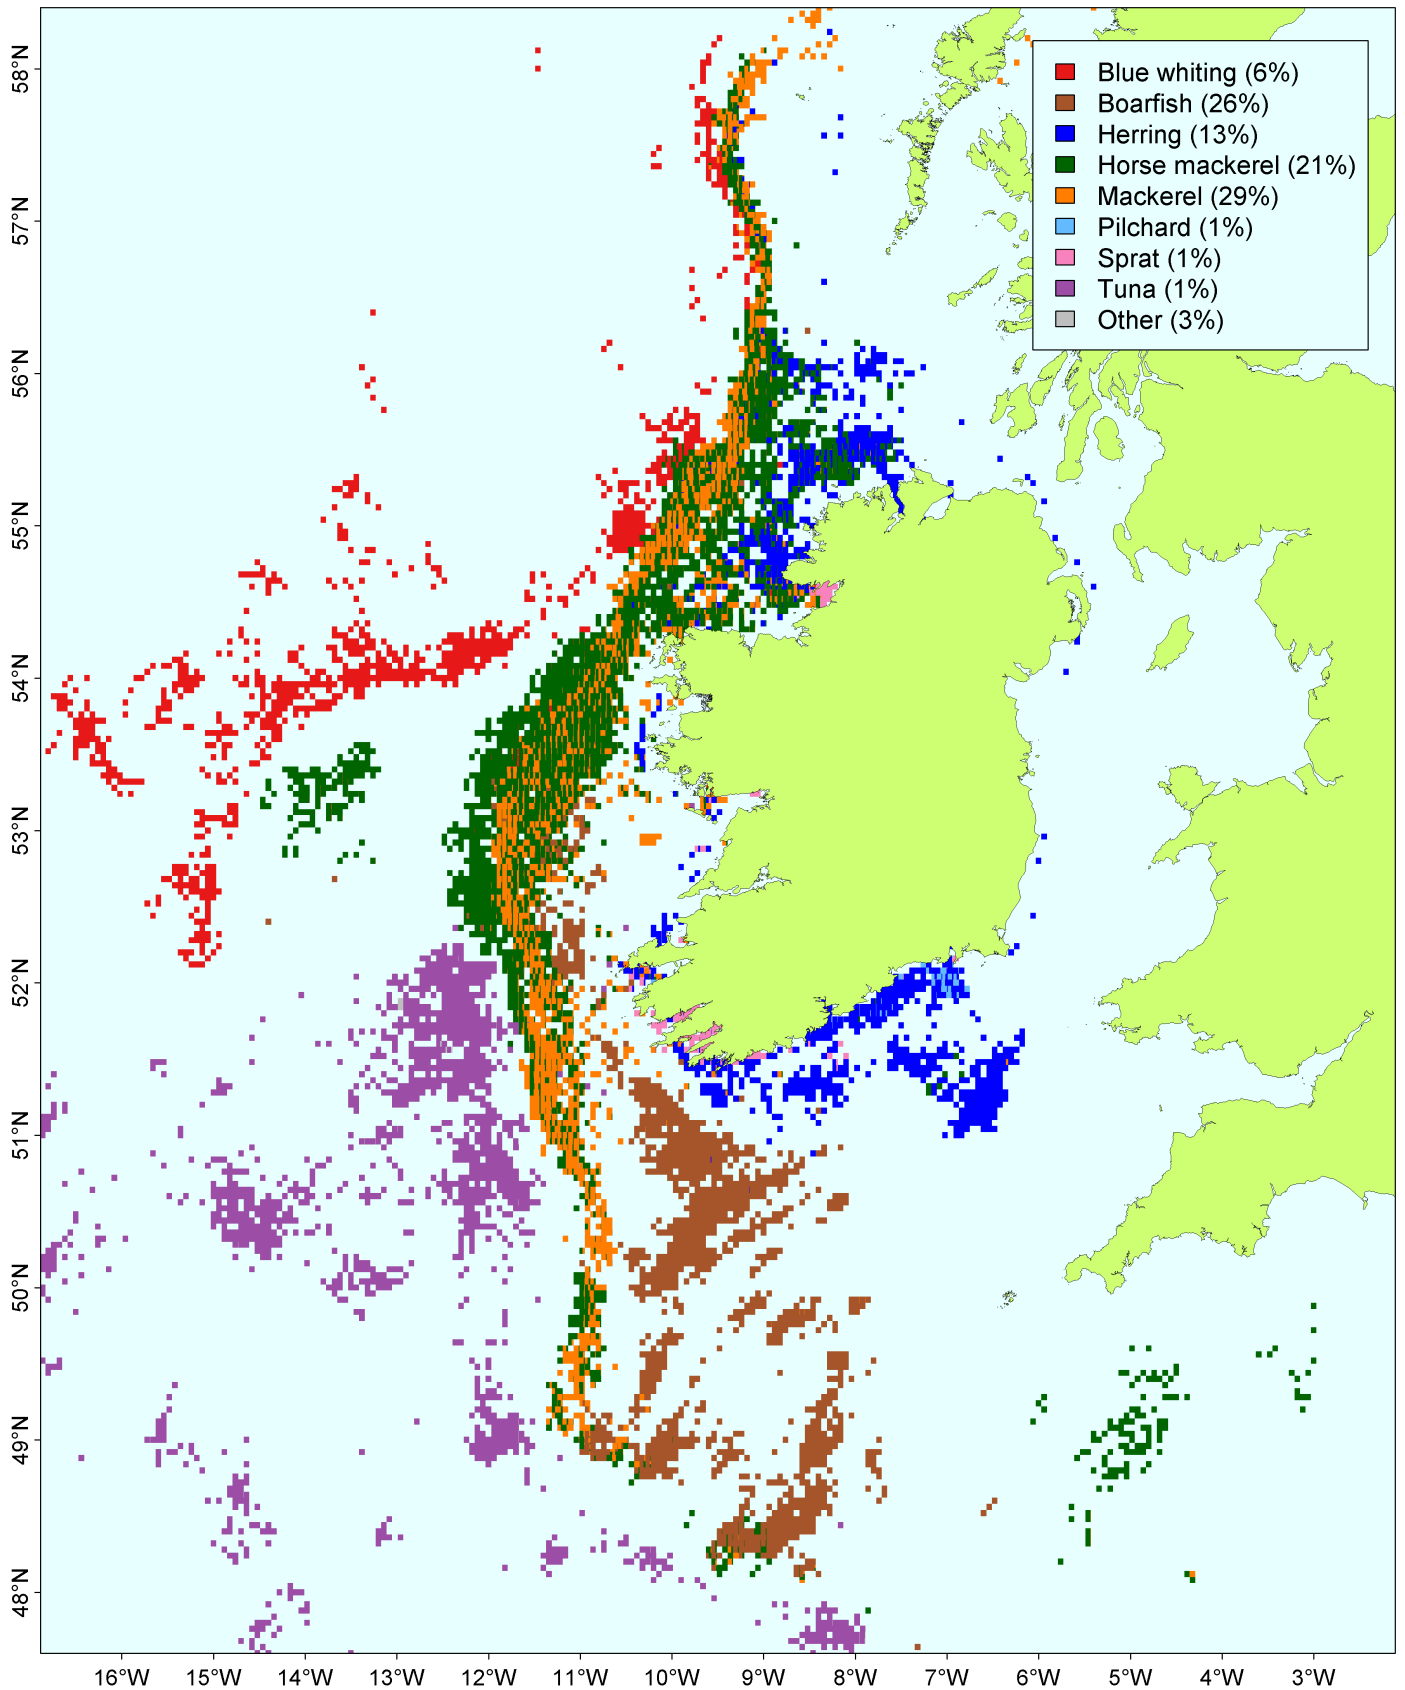 58°N
57°N
56°N
55°N
54°N
53°N
52°N
51°N
50°N
49°N
48°N
Blue whiting (6%)
Boarfish (26%)
Herring (13%)
Horse mackerel (21%)
Mackerel (29%)
Pilchard (1%)
Sprat (1%)
Tuna (1%)
Other (3%)
16°W 15°W 14°W 13°W 12°W 11°W 10°W 9°W 8°W 7°W 6°W 5°W 4°W 3°W